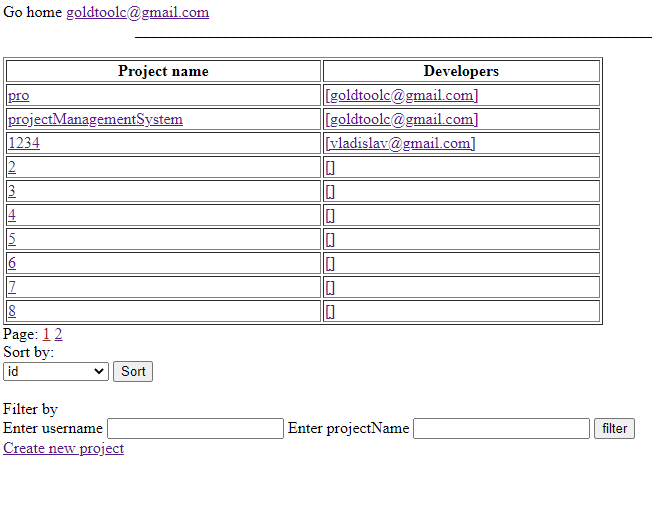 Go home goldtoolc@gmail.com
Project name Developers
pro [goldtoolc@gmail.com]
projectManagementSystem [goldtoolc@gmail.com]
1234 [vladislav@gmail.com]
2 []
3 []
4 []
5 []
6 []
7 []
8 []
Page: 1 2
Sort by:
id Sort
Filter by
Enter username Enter projectName filter
Create new project